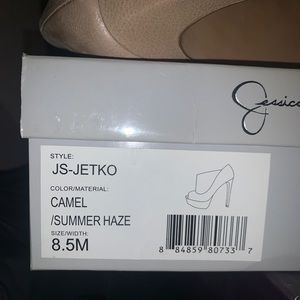 Jessica
STYLE:
JS-JETKO
COLOR/MATERIAL:
CAMEL
/SUMMER HAZE
SIZE/WIDTH:
8.5M
8 84859 80733 7